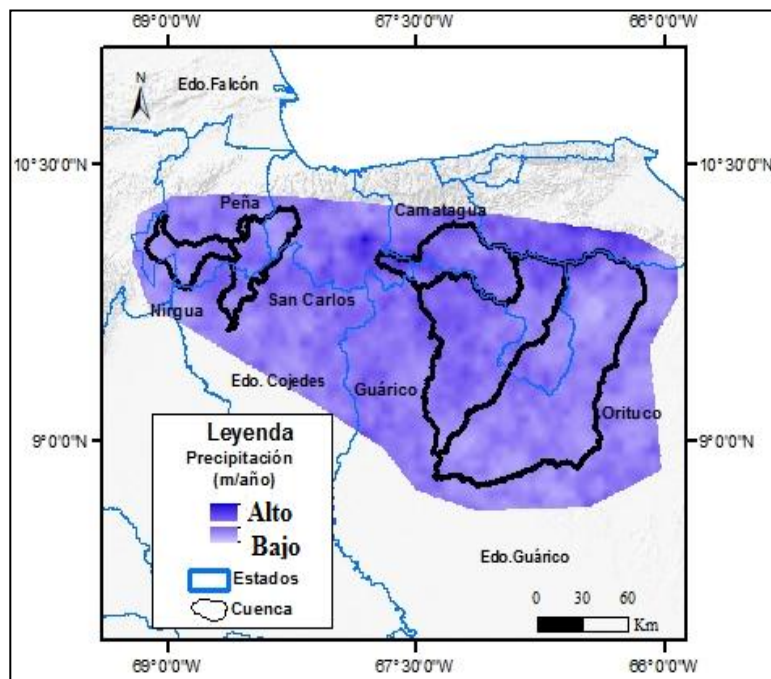 69°0'0"W 67°30'0"W 66°0'0"W
N
Edo.Falcón
10°30'0"N 10°30'0"N
Peña
Camatagua
Nirgua
San Carlos
Edo. Cojedes
Guárico
Orituco
9°0'0"N 9°0'0"N
Leyenda
Precipitación
(m/año)
Alto
Bajo
Estados
Cuenca
Edo.Guárico
0 30 60
Km
69°0'0"W 67°30'0"W 66°0'0"W